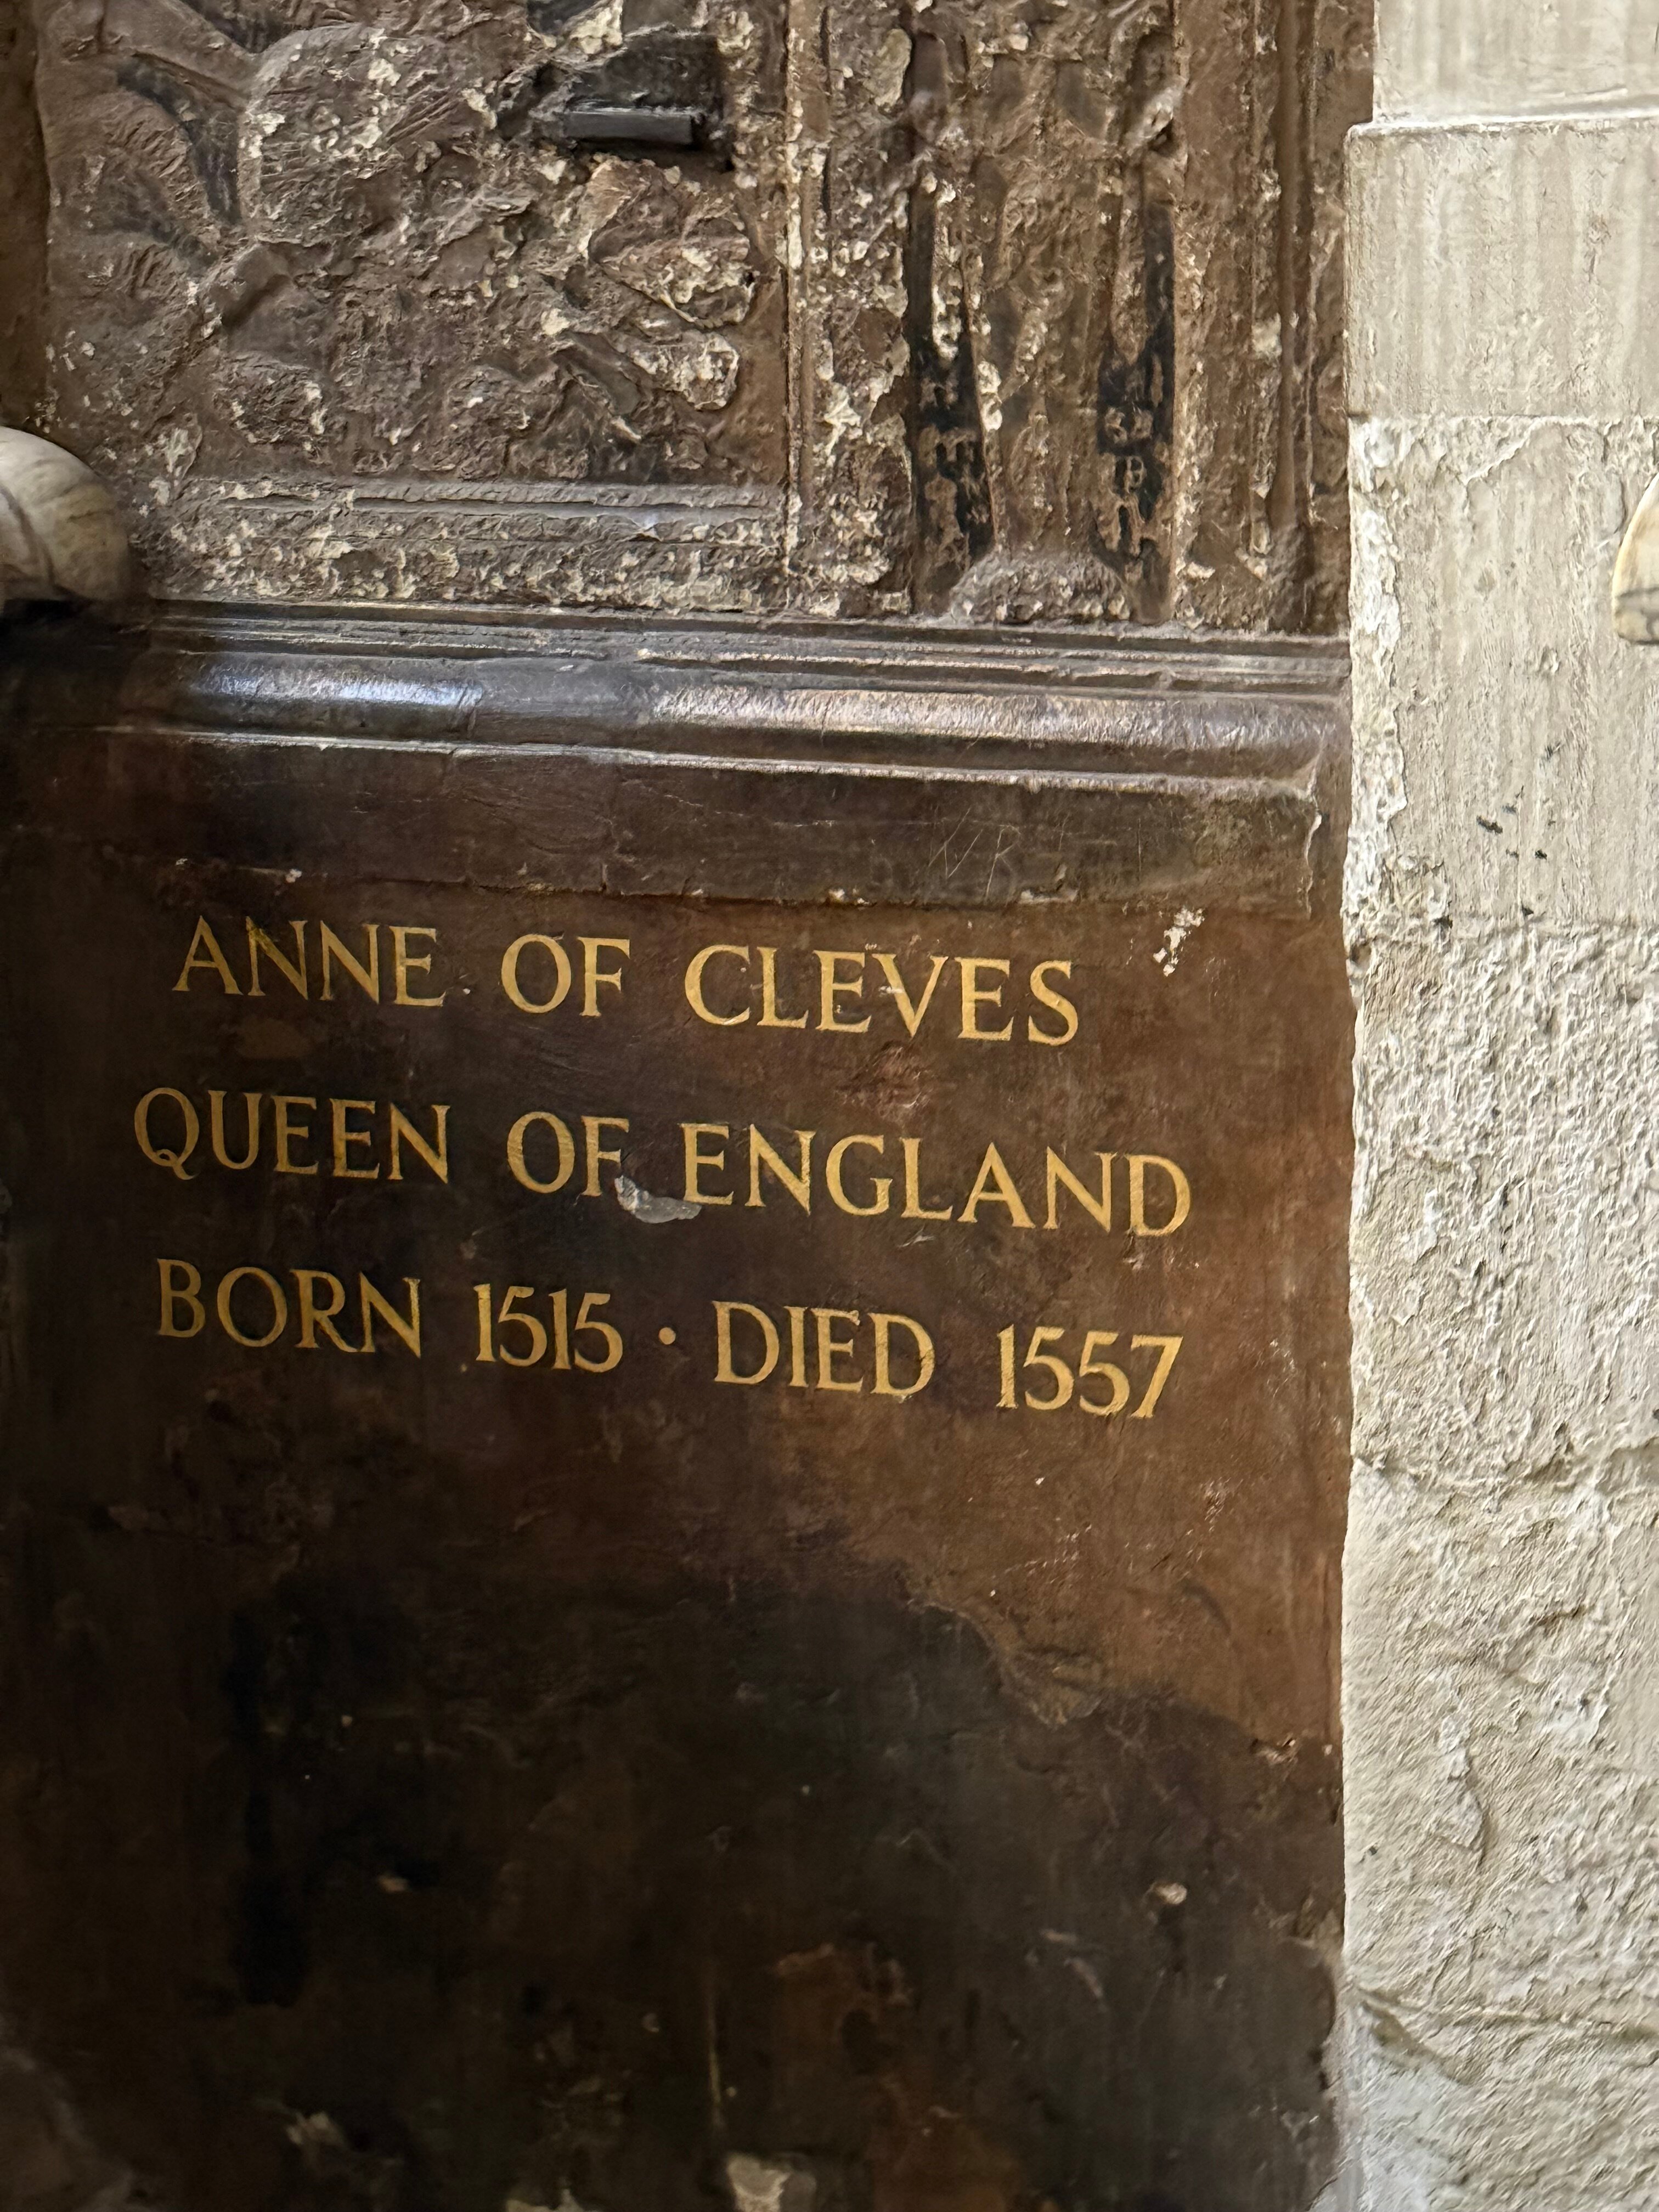 ANNE OF CLEVES
QUEEN OF ENGLAND
BORN 1515 · DIED 1557